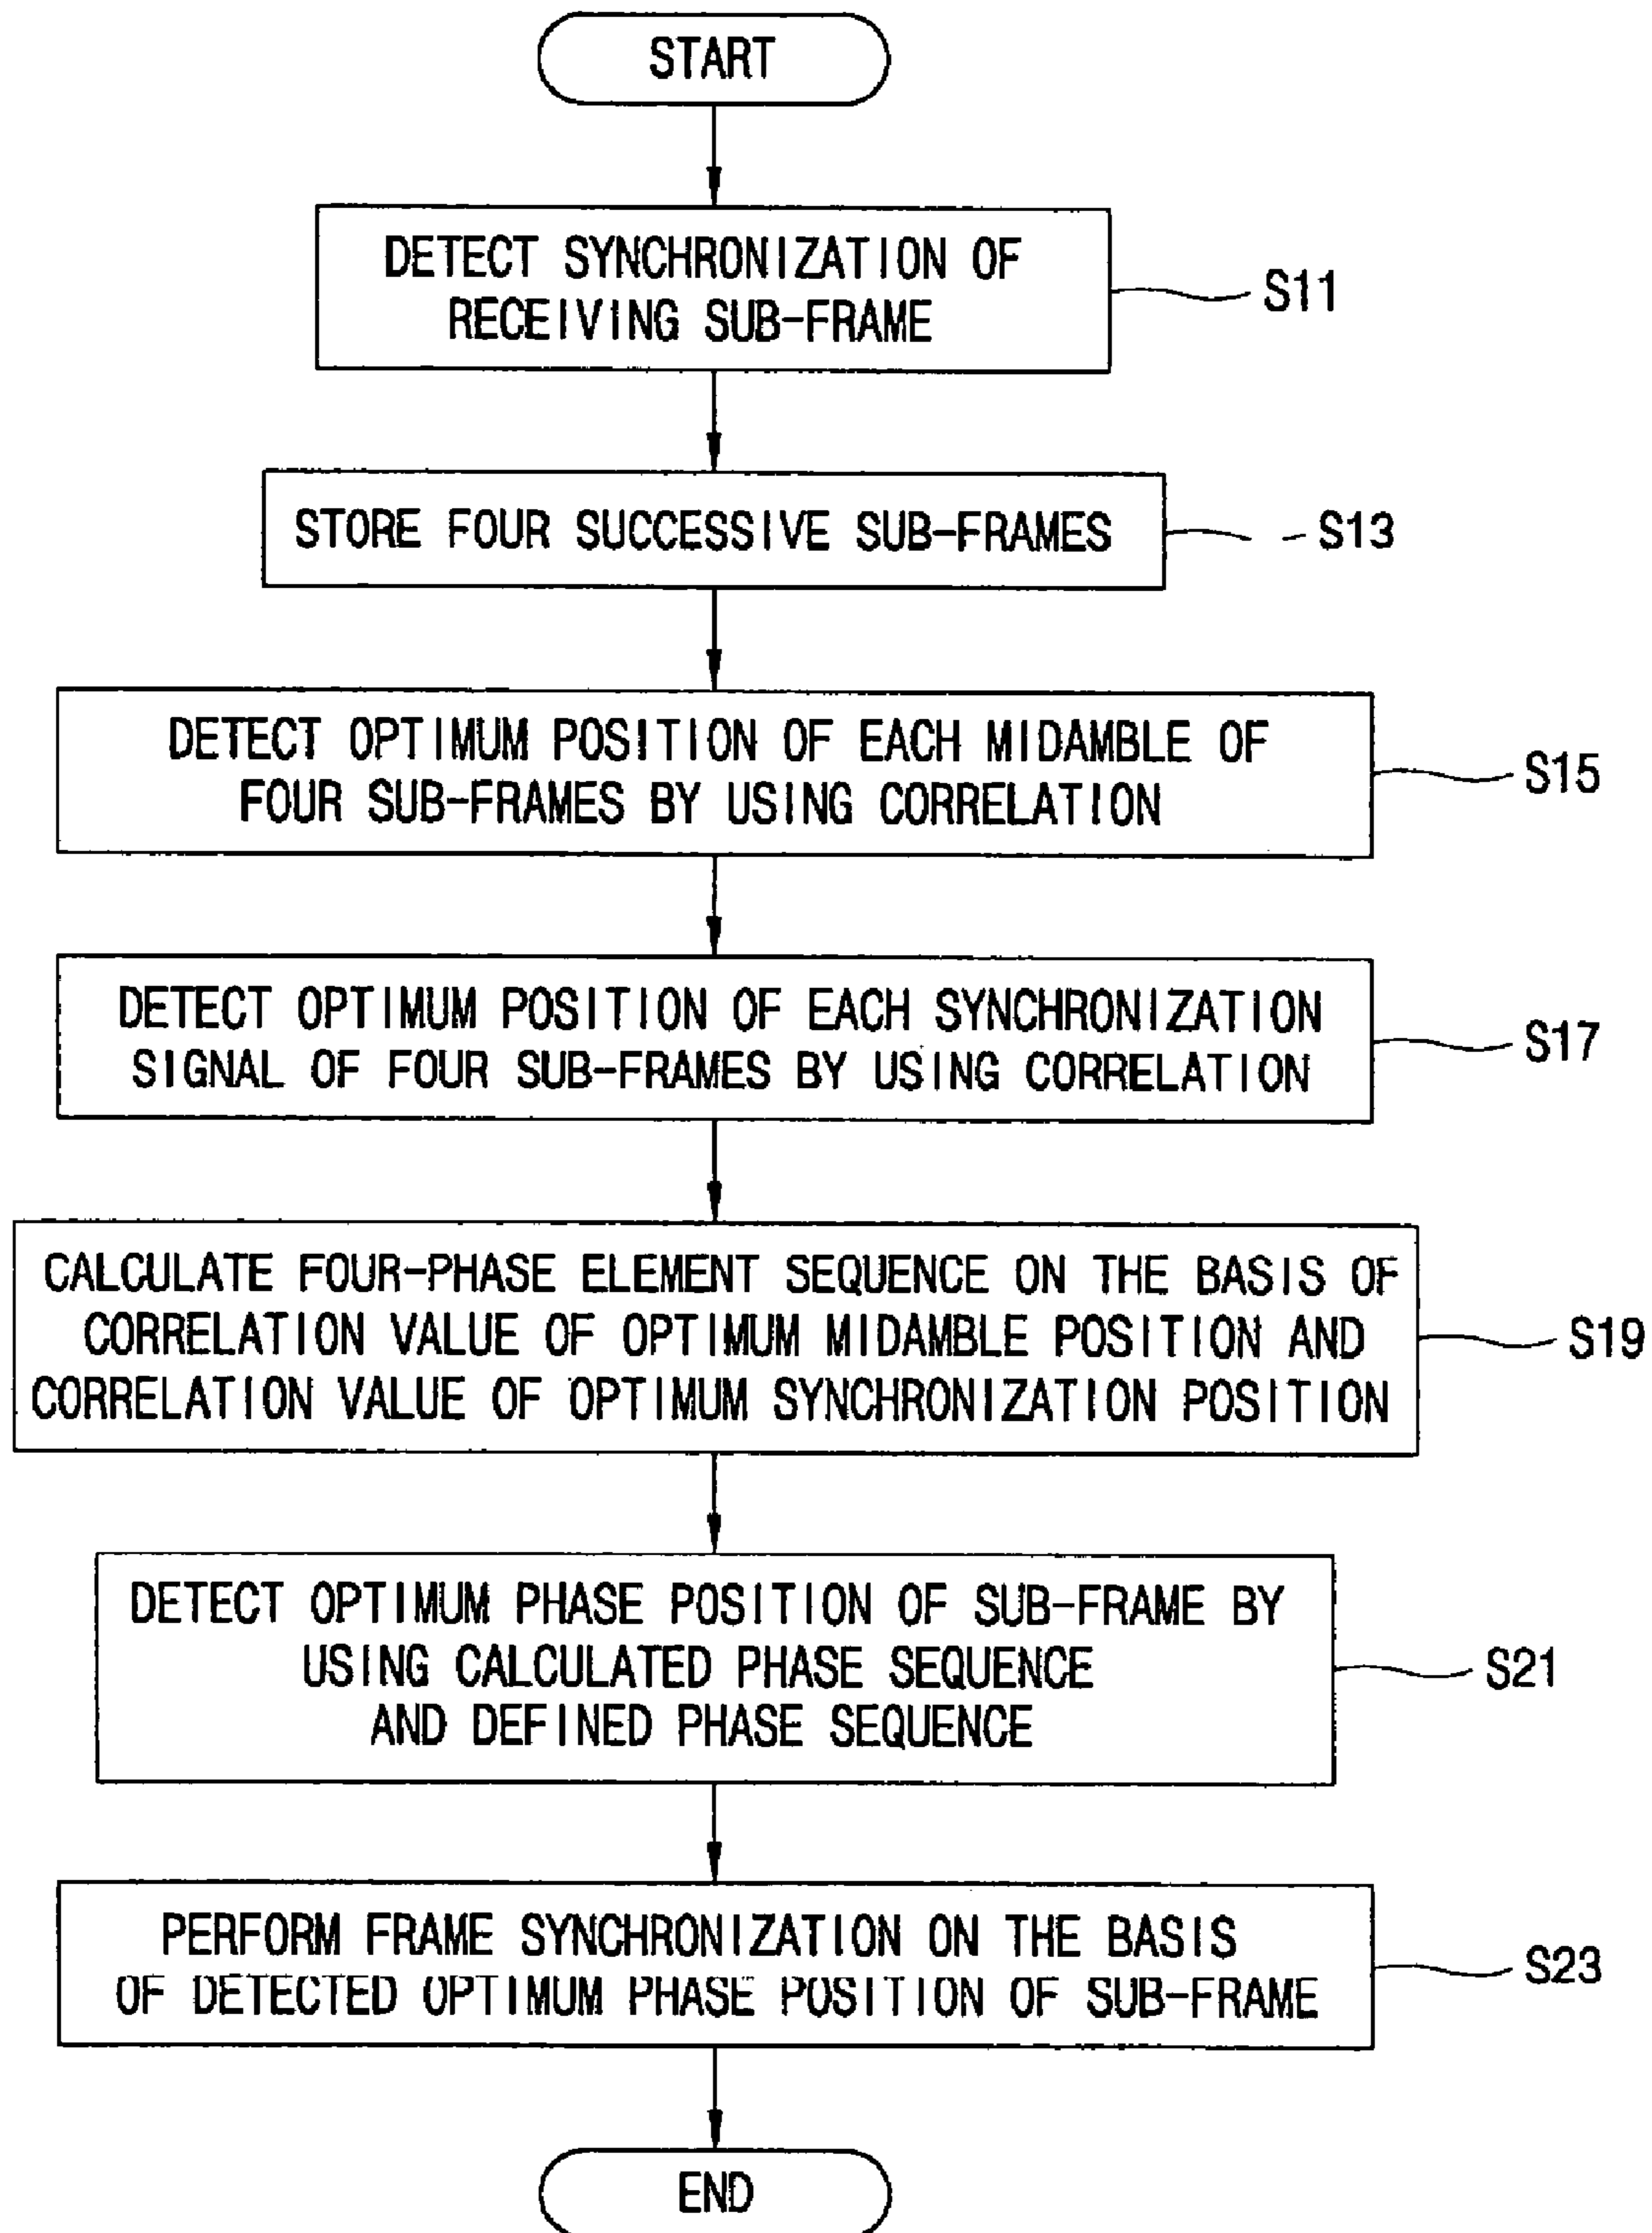 START
DETECT SYNCHRONIZATION OF
RECEIVING SUB-FRAME
S11
STORE FOUR SUCCESSIVE SUB-FRAMES
S13
DETECT OPTIMUM POSITION OF EACH MIDAMBLE OF
FOUR SUB-FRAMES BY USING CORRELATION
S15
DETECT OPTIMUM POSITION OF EACH SYNCHRONIZATION
SIGNAL OF FOUR SUB-FRAMES BY USING CORRELATION
S17
CALCULATE FOUR-PHASE ELEMENT SEQUENCE ON THE BASIS OF
CORRELATION VALUE OF OPTIMUM MIDAMBLE POSITION AND
CORRELATION VALUE OF OPTIMUM SYNCHRONIZATION POSITION
S19
DETECT OPTIMUM PHASE POSITION OF SUB-FRAME BY
USING CALCULATED PHASE SEQUENCE
AND DEFINED PHASE SEQUENCE
S21
PERFORM FRAME SYNCHRONIZATION ON THE BASIS
OF DETECTED OPTIMUM PHASE POSITION OF SUB-FRAME
S23
END